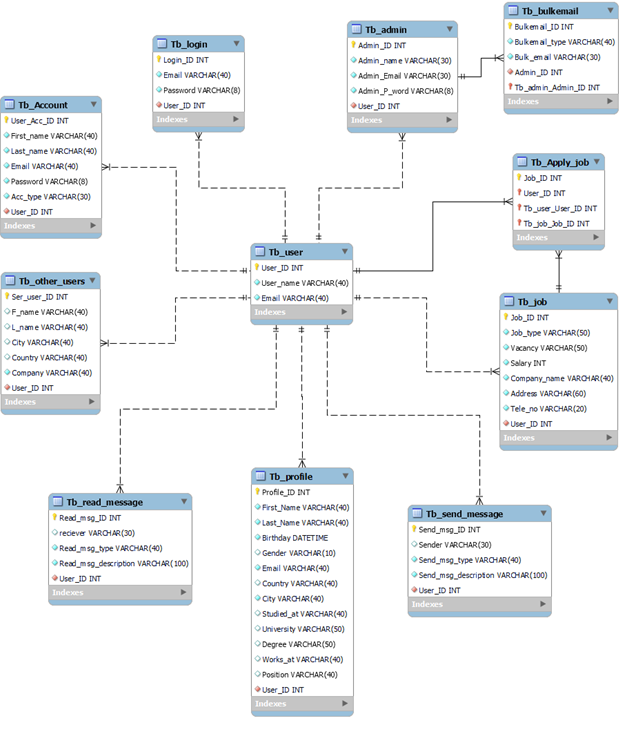 Tb_bulkemail
Bulkemail_ID INT
Bulkemail_type VARCHAR(40)
Bulk_email VARCHAR(30)
Admin_ID INT
Tb_admin_Admin_ID INT
Indexes
Tb_admin
Admin_ID INT
Admin_name VARCHAR(30)
Admin_Email VARCHAR(30)
Admin_P_word VARCHAR(8)
User_ID INT
Indexes
Tb_login
Login_ID INT
Email VARCHAR(40)
Password VARCHAR(8)
User_ID INT
Indexes
Tb_Account
User_Acc_ID INT
First_name VARCHAR(40)
Last_name VARCHAR(40)
Email VARCHAR(40)
Password VARCHAR(8)
Acc_type VARCHAR(30)
User_ID INT
Indexes
Tb_Apply_job
Job_ID INT
User_ID INT
Tb_user_User_ID INT
Tb_job_Job_ID INT
Indexes
Tb_user
User_ID INT
User_name VARCHAR(40)
Email VARCHAR(40)
Indexes
Tb_other_users
Ser_user_ID INT
F_name VARCHAR(40)
L_name VARCHAR(40)
City VARCHAR(40)
Country VARCHAR(40)
Company VARCHAR(40)
User_ID INT
Indexes
Tb_job
Job_ID INT
Job_type VARCHAR(50)
Vacancy VARCHAR(50)
Salary INT
Company_name VARCHAR(40)
Address VARCHAR(60)
Tele_no VARCHAR(20)
User_ID INT
Indexes
Tb_read_message
Read_msg_ID INT
reciever VARCHAR(30)
Read_msg_type VARCHAR(40)
Read_msg_description VARCHAR(100)
User_ID INT
Indexes
Tb_profile
Profile_ID INT
First_Name VARCHAR(40)
Last_Name VARCHAR(40)
Birthday DATETIME
Gender VARCHAR(10)
Email VARCHAR(40)
Country VARCHAR(40)
City VARCHAR(40)
Studied_at VARCHAR(40)
University VARCHAR(50)
Degree VARCHAR(50)
Works_at VARCHAR(40)
Position VARCHAR(40)
User_ID INT
Indexes
Tb_send_message
Send_msg_ID INT
Sender VARCHAR(30)
Send_msg_type VARCHAR(40)
Send_msg_description VARCHAR(100)
User_ID INT
Indexes